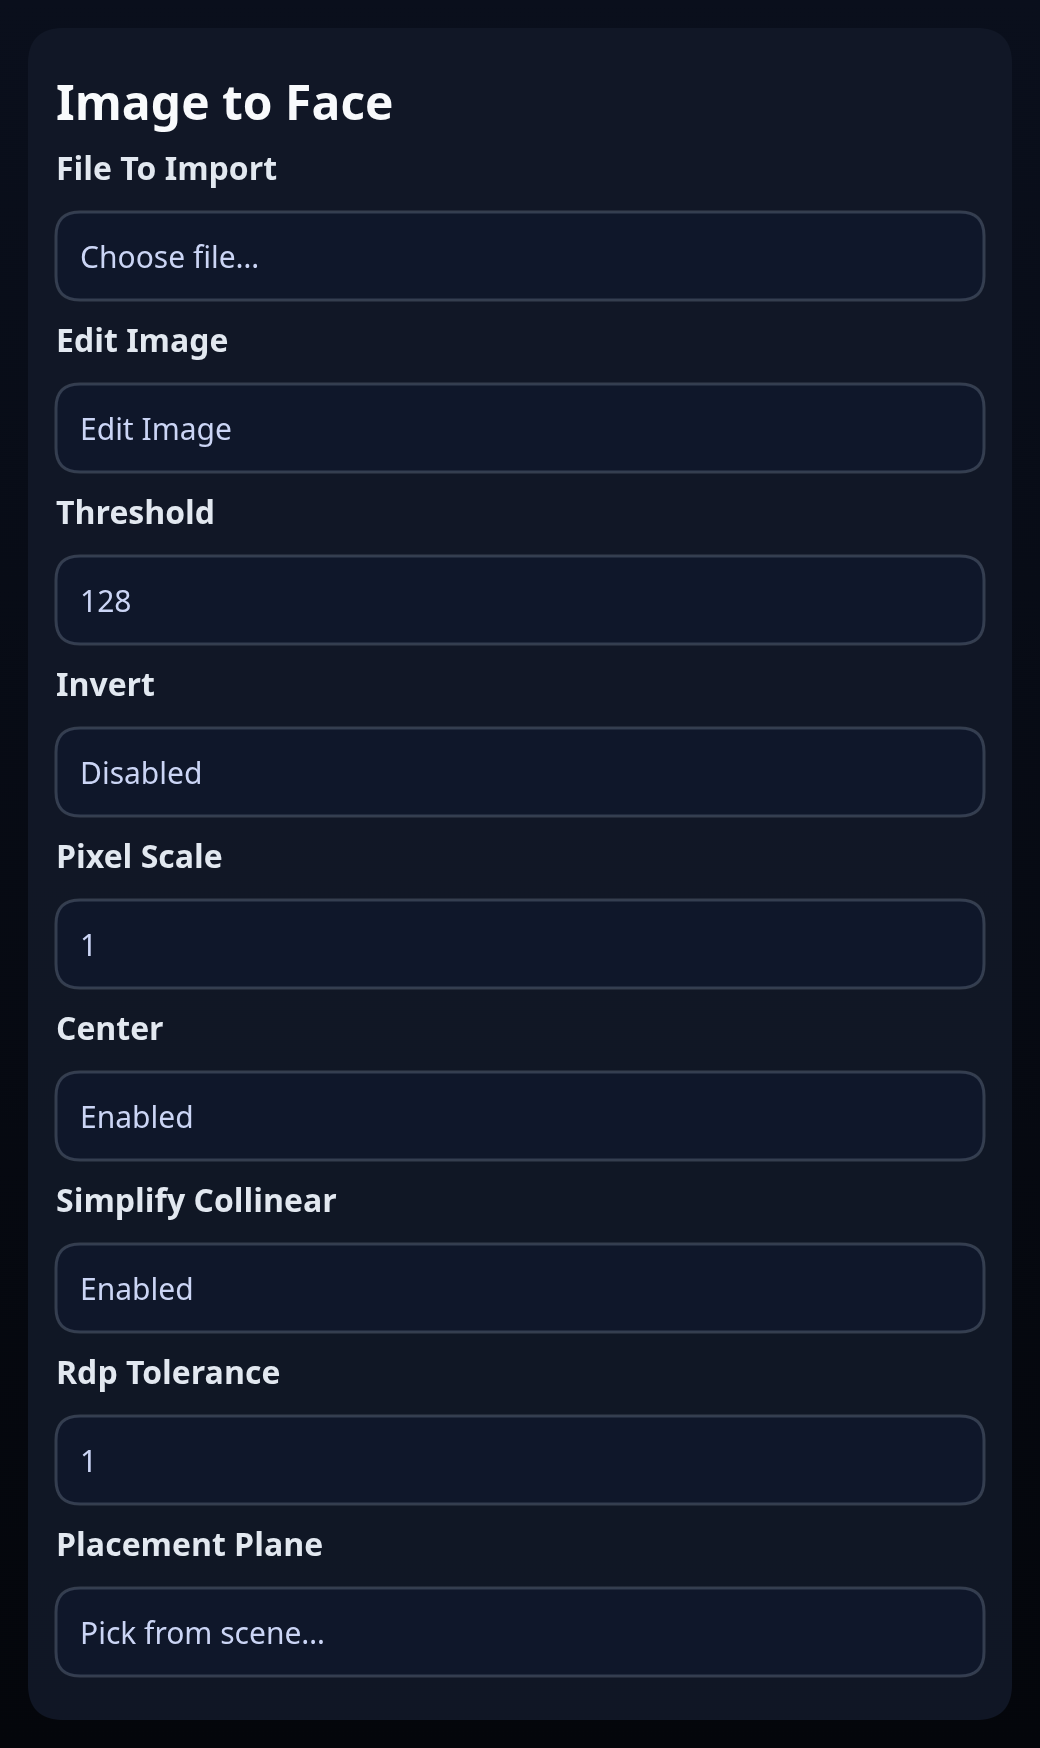 Image to Face
File To Import
Choose file...
Edit Image
Edit Image
Threshold
128
Invert
Disabled
Pixel Scale
1
Center
Enabled
Simplify Collinear
Enabled
Rdp Tolerance
1
Placement Plane
Pick from scene...